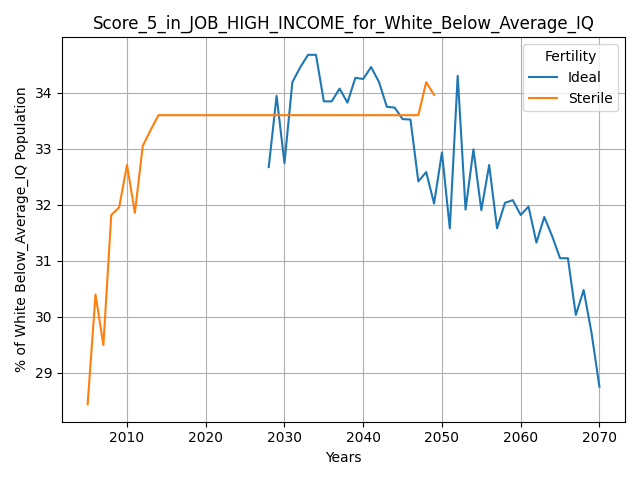 Score_5_in_JOB_HIGH_INCOME_for_White_Below_Average_IQ
% of White Below_Average_IQ Population
34
33
32
31
30
29
Fertility
Ideal
Sterile
2010 2020 2030 2040 2050 2060 2070
Years